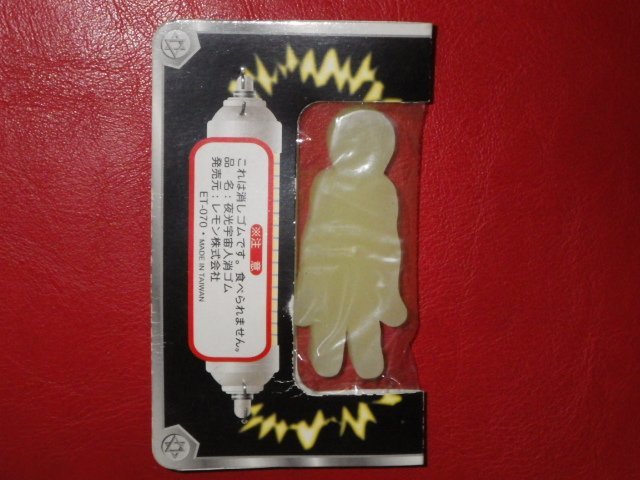 ※注 意
これは消しゴムです。食べられません。
品 名：夜光宇宙人消ゴム
発売元：レモン株式会社
ET-070・MADE IN TAIWAN